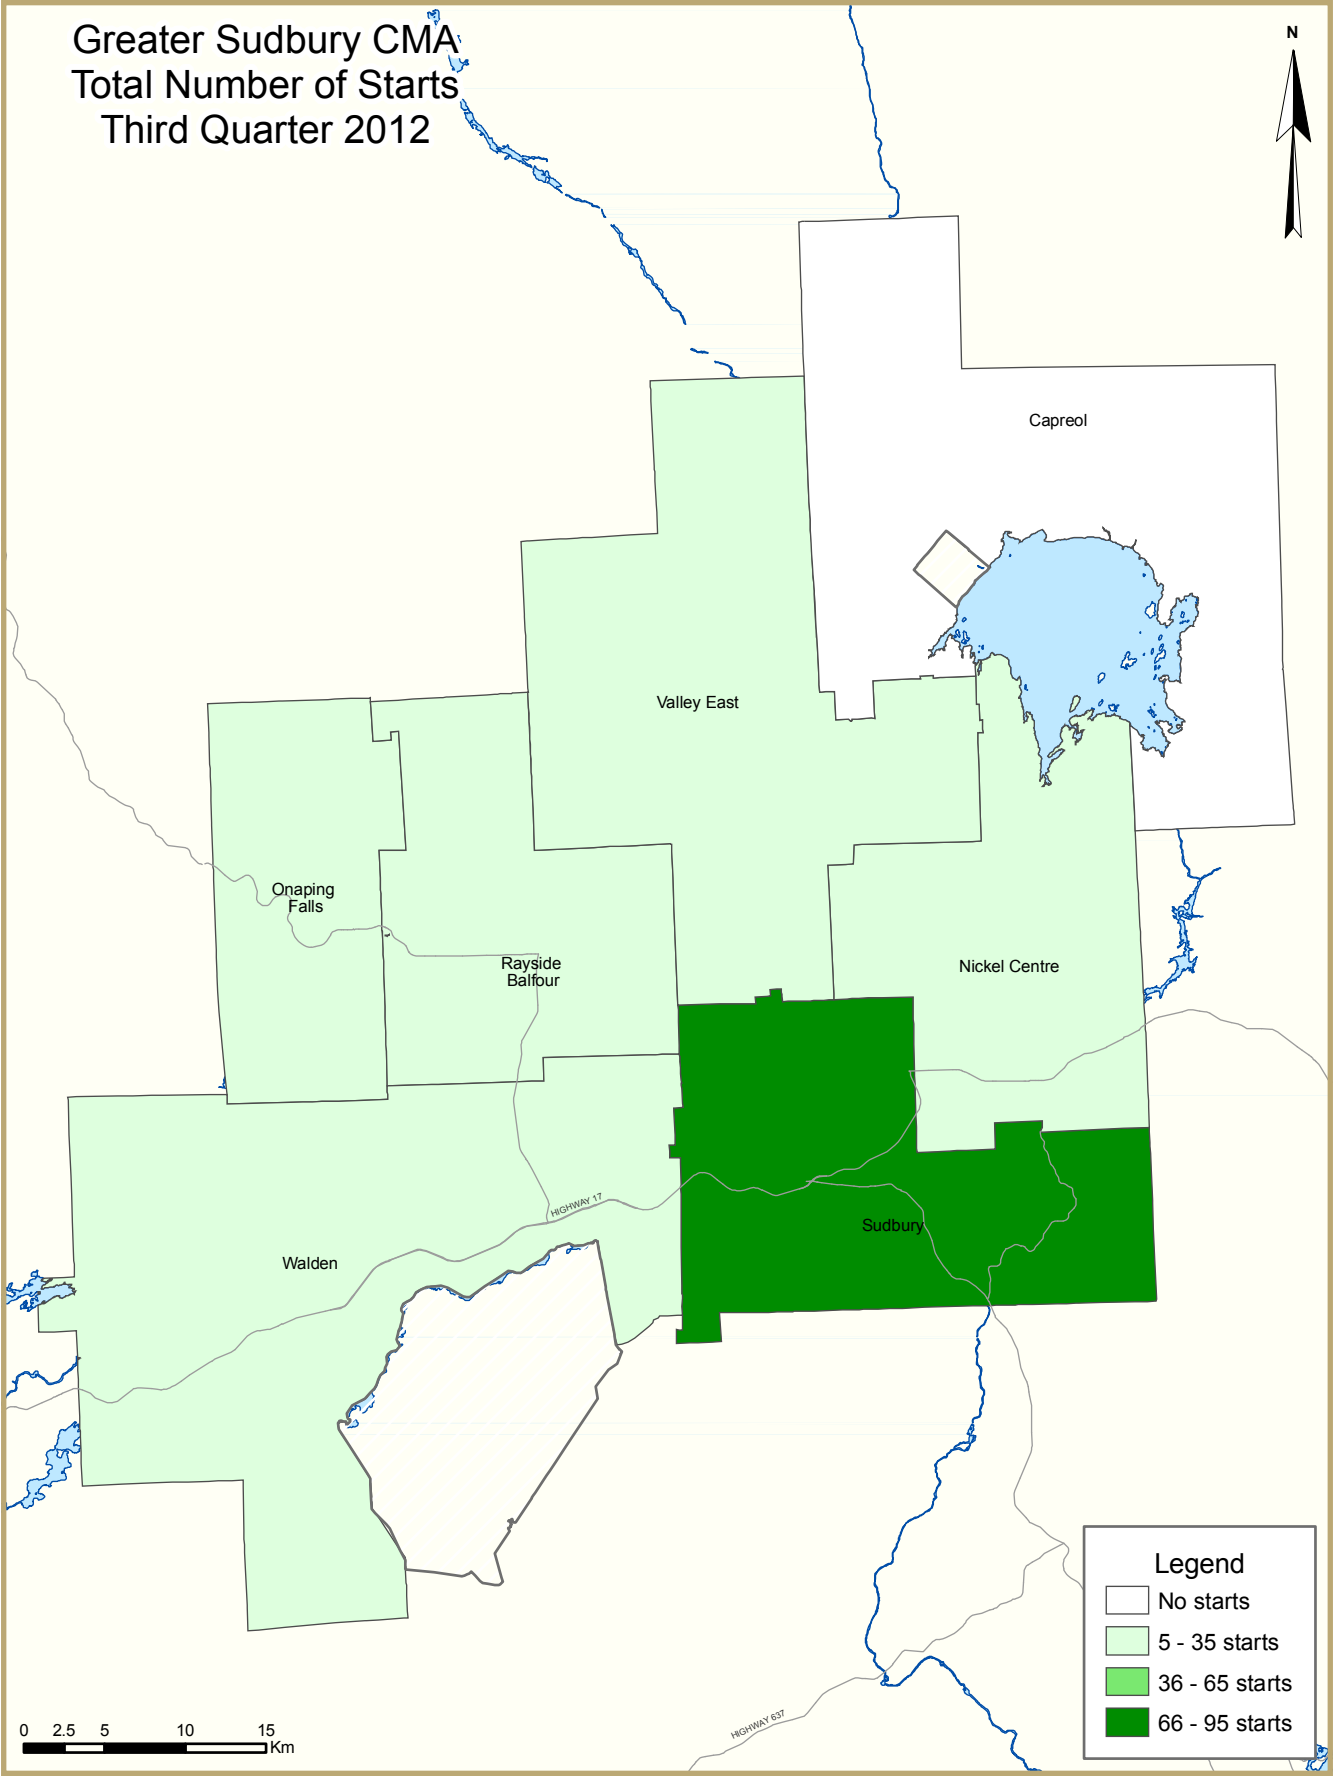 Greater Sudbury CMA
Total Number of Starts
Third Quarter 2012
N
Capreol
Valley East
Onaping
Falls
Rayside
Balfour
Nickel Centre
HIGHWAY 17
Sudbury
Walden
Legend
No starts
5 - 35 starts
36 - 65 starts
66 - 95 starts
HIGHWAY 637
0 2.5 5 10 15
Km